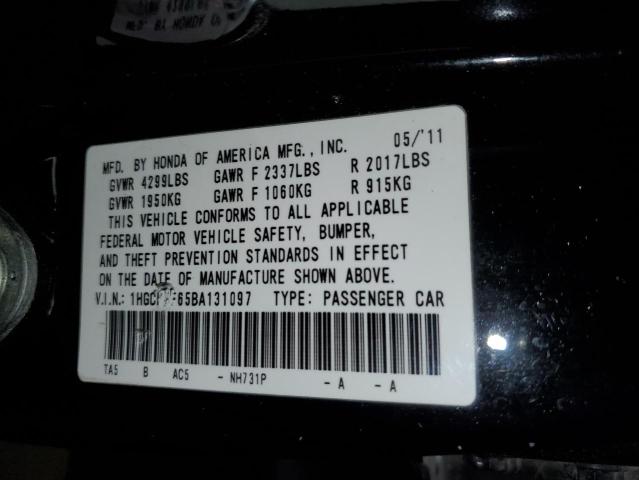 MFD. BY HONDA OF AMERICA MFG., INC. 05/'11
GVWR 4299LBS GAWR F 2337LBS R 2017LBS
GVWR 1950KG GAWR F 1060KG R 915KG
THIS VEHICLE CONFORMS TO ALL APPLICABLE
FEDERAL MOTOR VEHICLE SAFETY, BUMPER,
AND THEFT PREVENTION STANDARDS IN EFFECT
ON THE DATE OF MANUFACTURE SHOWN ABOVE.
V.I.N.: TYPE: PASSENGER CAR
TA5 B AC5 - NH731P - A - A